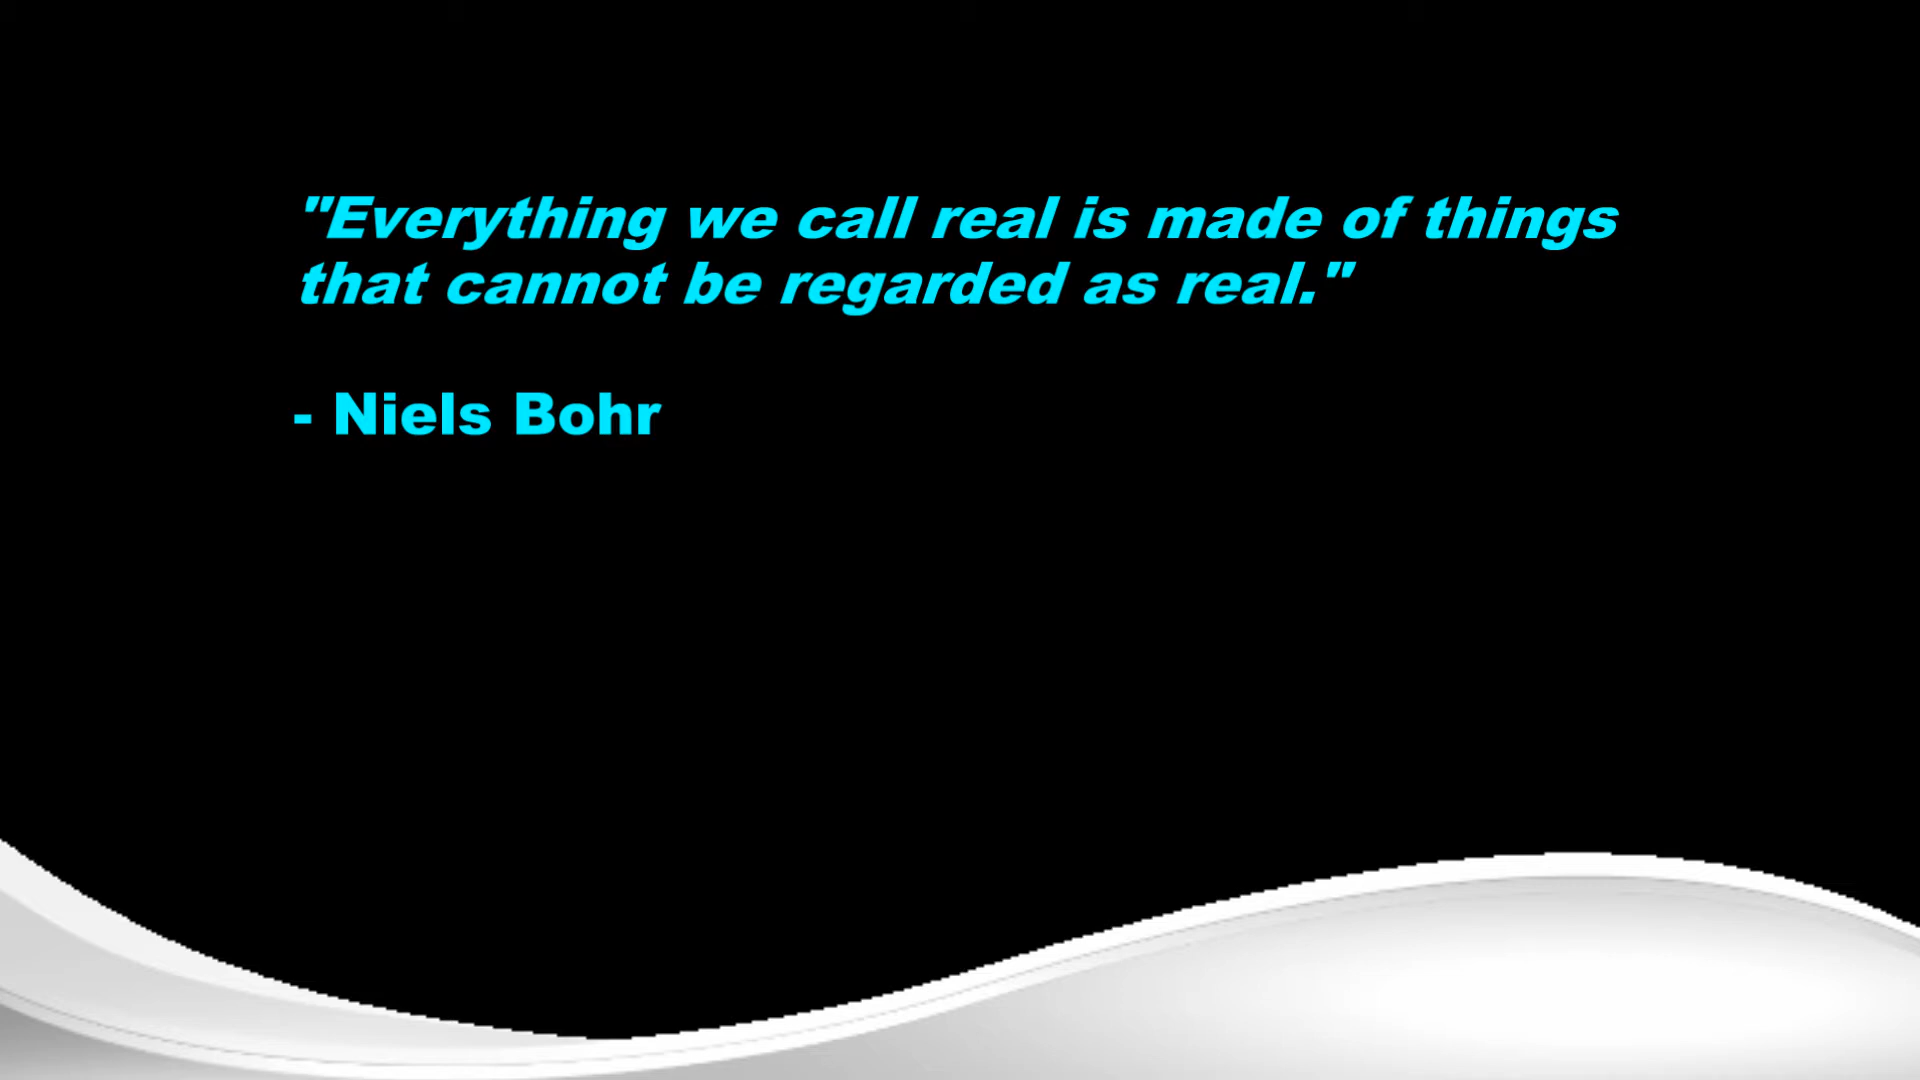 "Everything we call real is made of things
that cannot be regarded as real."
- Niels Bohr